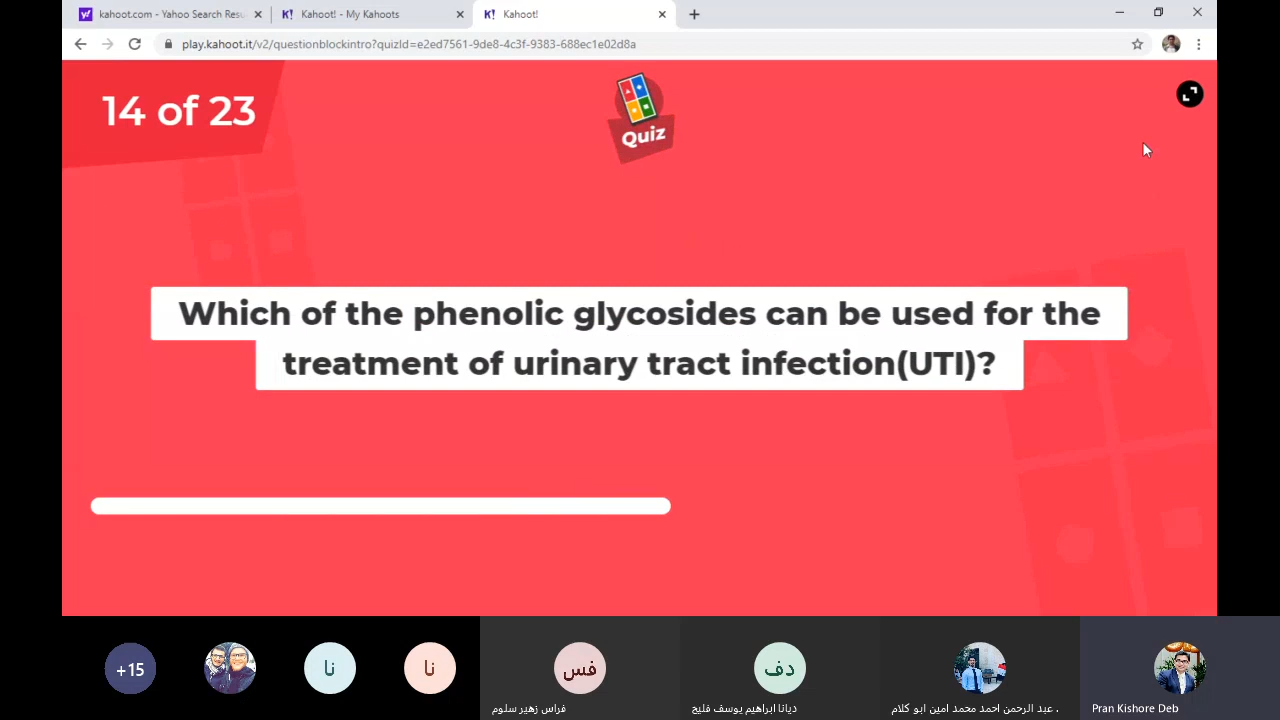 kahoot.com - Yahoo Search Resu
Kahoot! - My Kahoots
Kahoot!
play.kahoot.it/v2/questionblockintro?quizId=e2ed7561-9de8-4c3f-9383-688ec1e02d8a
14 of 23
Quiz
Which of the phenolic glycosides can be used for the
treatment of urinary tract infection(UTI)?
+15
نا
نا
فس
دف
فراس زهير سلوم
ديانا ابراهيم يوسف فليح
عبد الرحمن احمد محمد امين ابو كلام .
Pran Kishore Deb